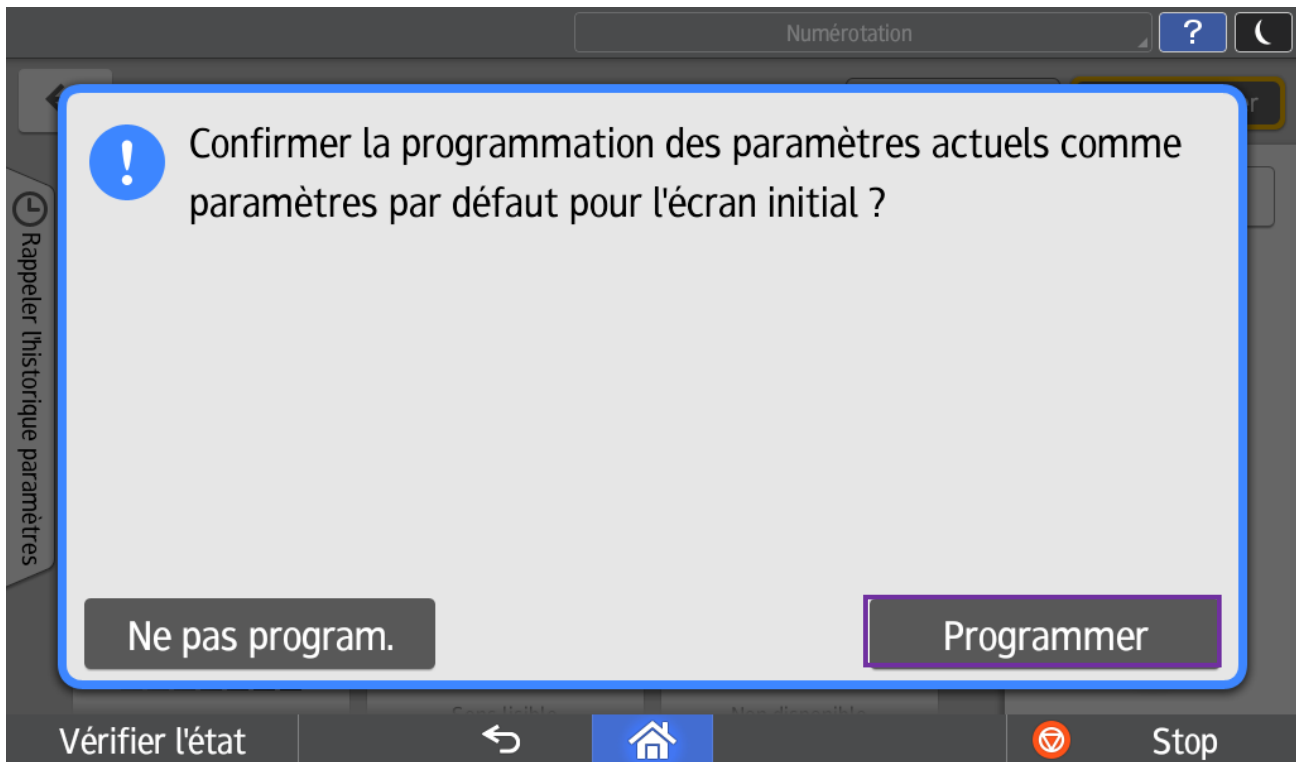 Numérotation
?
r
Confirmer la programmation des paramètres actuels comme
paramètres par défaut pour l'écran initial ?
Rappeler l'historique paramètres
Ne pas program.
Programmer
Vérifier l'état
Stop